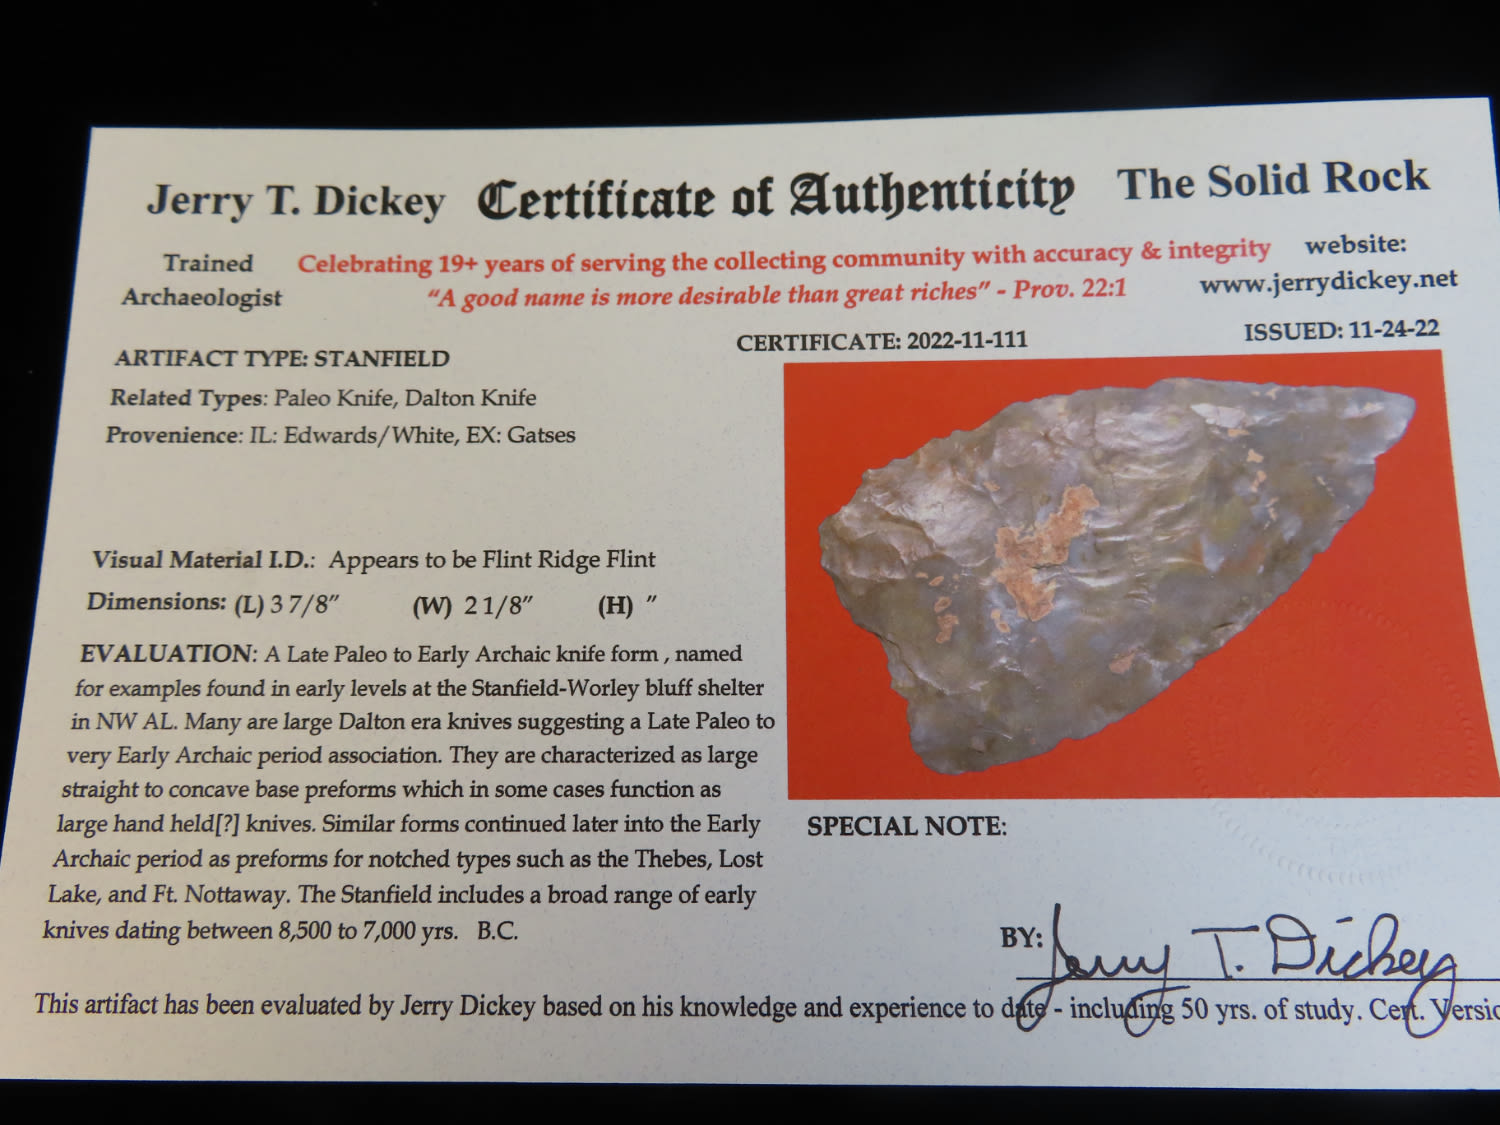 Jerry T. Dickey Certificate of Authenticity The Solid Rock
Trained Archaeologist
Celebrating 19+ years of serving the collecting community with accuracy & integrity
"A good name is more desirable than great riches" - Prov. 22:1
website:
www.jerrydickey.net
ARTIFACT TYPE: STANFIELD
CERTIFICATE: 2022-11-111
ISSUED: 11-24-22
Related Types: Paleo Knife, Dalton Knife
Provenience: IL: Edwards/White, EX: Gatses
Visual Material I.D.: Appears to be Flint Ridge Flint
Dimensions: (L) 3 7/8" (W) 2 1/8" (H) "
EVALUATION: A Late Paleo to Early Archaic knife form , named
for examples found in early levels at the Stanfield-Worley bluff shelter
in NW AL. Many are large Dalton era knives suggesting a Late Paleo to
very Early Archaic period association. They are characterized as large
straight to concave base preforms which in some cases function as
large hand held[?] knives. Similar forms continued later into the Early
Archaic period as preforms for notched types such as the Thebes, Lost
Lake, and Ft. Nottaway. The Stanfield includes a broad range of early
knives dating between 8,500 to 7,000 yrs. B.C.
SPECIAL NOTE:
BY: Jerry T. Dickey
This artifact has been evaluated by Jerry Dickey based on his knowledge and experience to date - including 50 yrs. of study. Cert. Versio